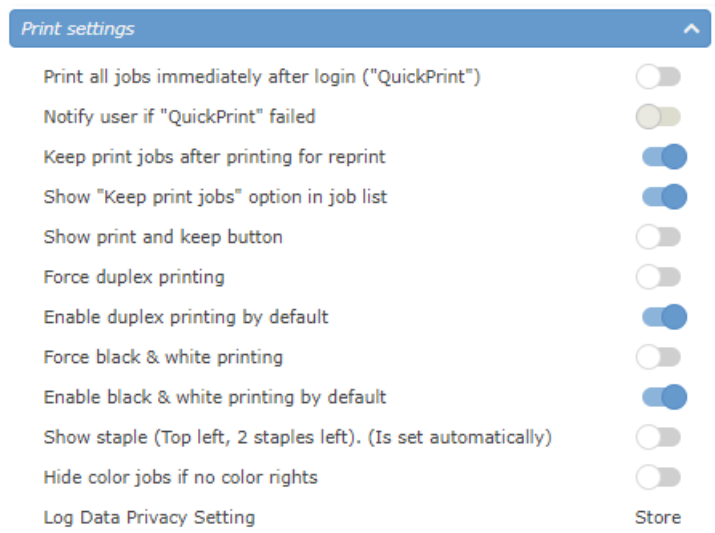 Print settings
Print all jobs immediately after login ("QuickPrint")
Notify user if "QuickPrint" failed
Keep print jobs after printing for reprint
Show "Keep print jobs" option in job list
Show print and keep button
Force duplex printing
Enable duplex printing by default
Force black & white printing
Enable black & white printing by default
Show staple (Top left, 2 staples left). (Is set automatically)
Hide color jobs if no color rights
Log Data Privacy Setting Store